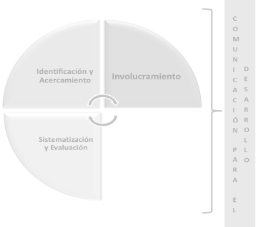 Identificación y
Acercamiento
Involucramiento
Sistematización
y Evaluación
COMUNICACIÓN PARA EL
DESARROLLO